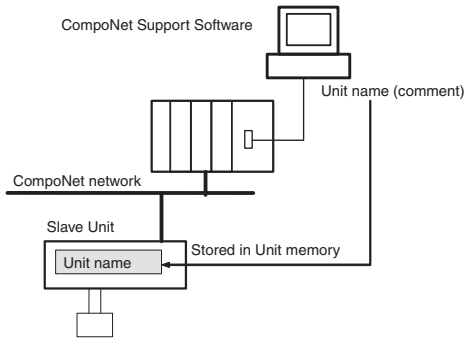 CompoNet Support Software
Unit name (comment)
CompoNet network
Slave Unit
Stored in Unit memory
Unit name